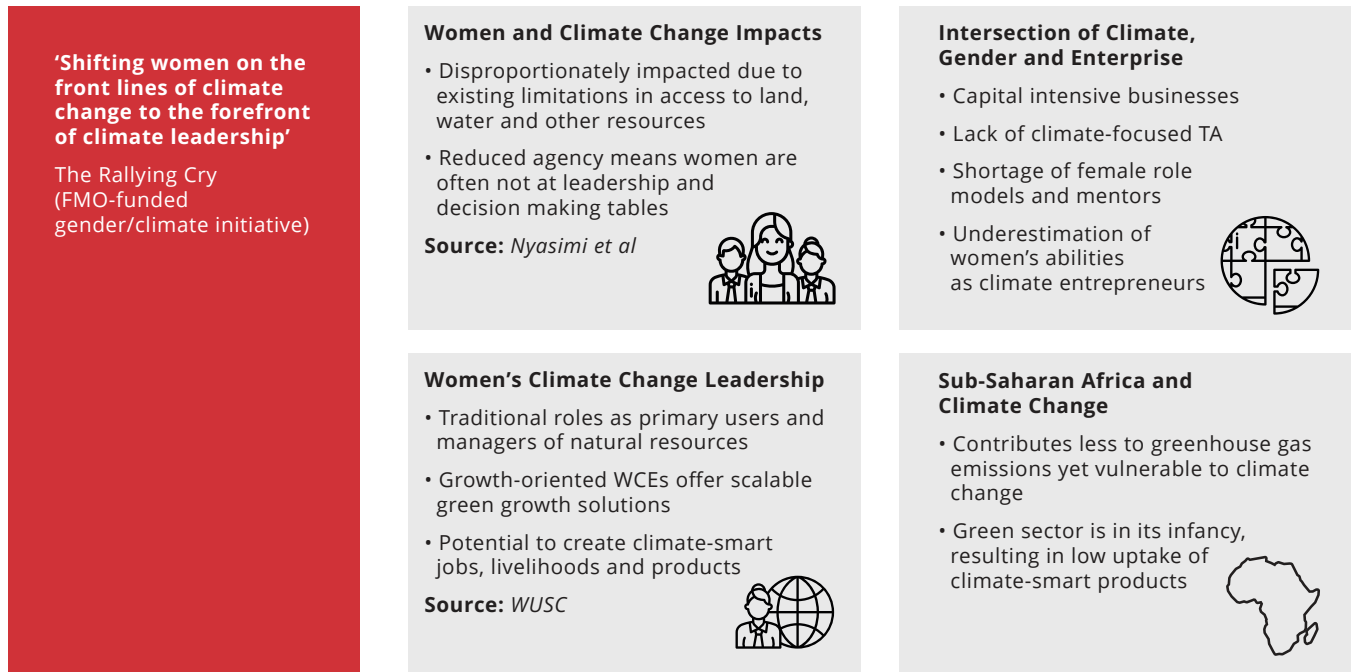 ‘Shifting women on the
front lines of climate
change to the forefront
of climate leadership’
The Rallying Cry
(FMO-funded
gender/climate initiative)
Women and Climate Change Impacts
• Disproportionately impacted due to
existing limitations in access to land,
water and other resources
• Reduced agency means women are
often not at leadership and
decision making tables
Source: Nyasimi et al
Intersection of Climate,
Gender and Enterprise
• Capital intensive businesses
• Lack of climate-focused TA
• Shortage of female role
models and mentors
• Underestimation of
women’s abilities
as climate entrepreneurs
Women’s Climate Change Leadership
• Traditional roles as primary users and
managers of natural resources
• Growth-oriented WCEs offer scalable
green growth solutions
• Potential to create climate-smart
jobs, livelihoods and products
Source: WUSC
Sub-Saharan Africa and
Climate Change
• Contributes less to greenhouse gas
emissions yet vulnerable to climate
change
• Green sector is in its infancy,
resulting in low uptake of
climate-smart products